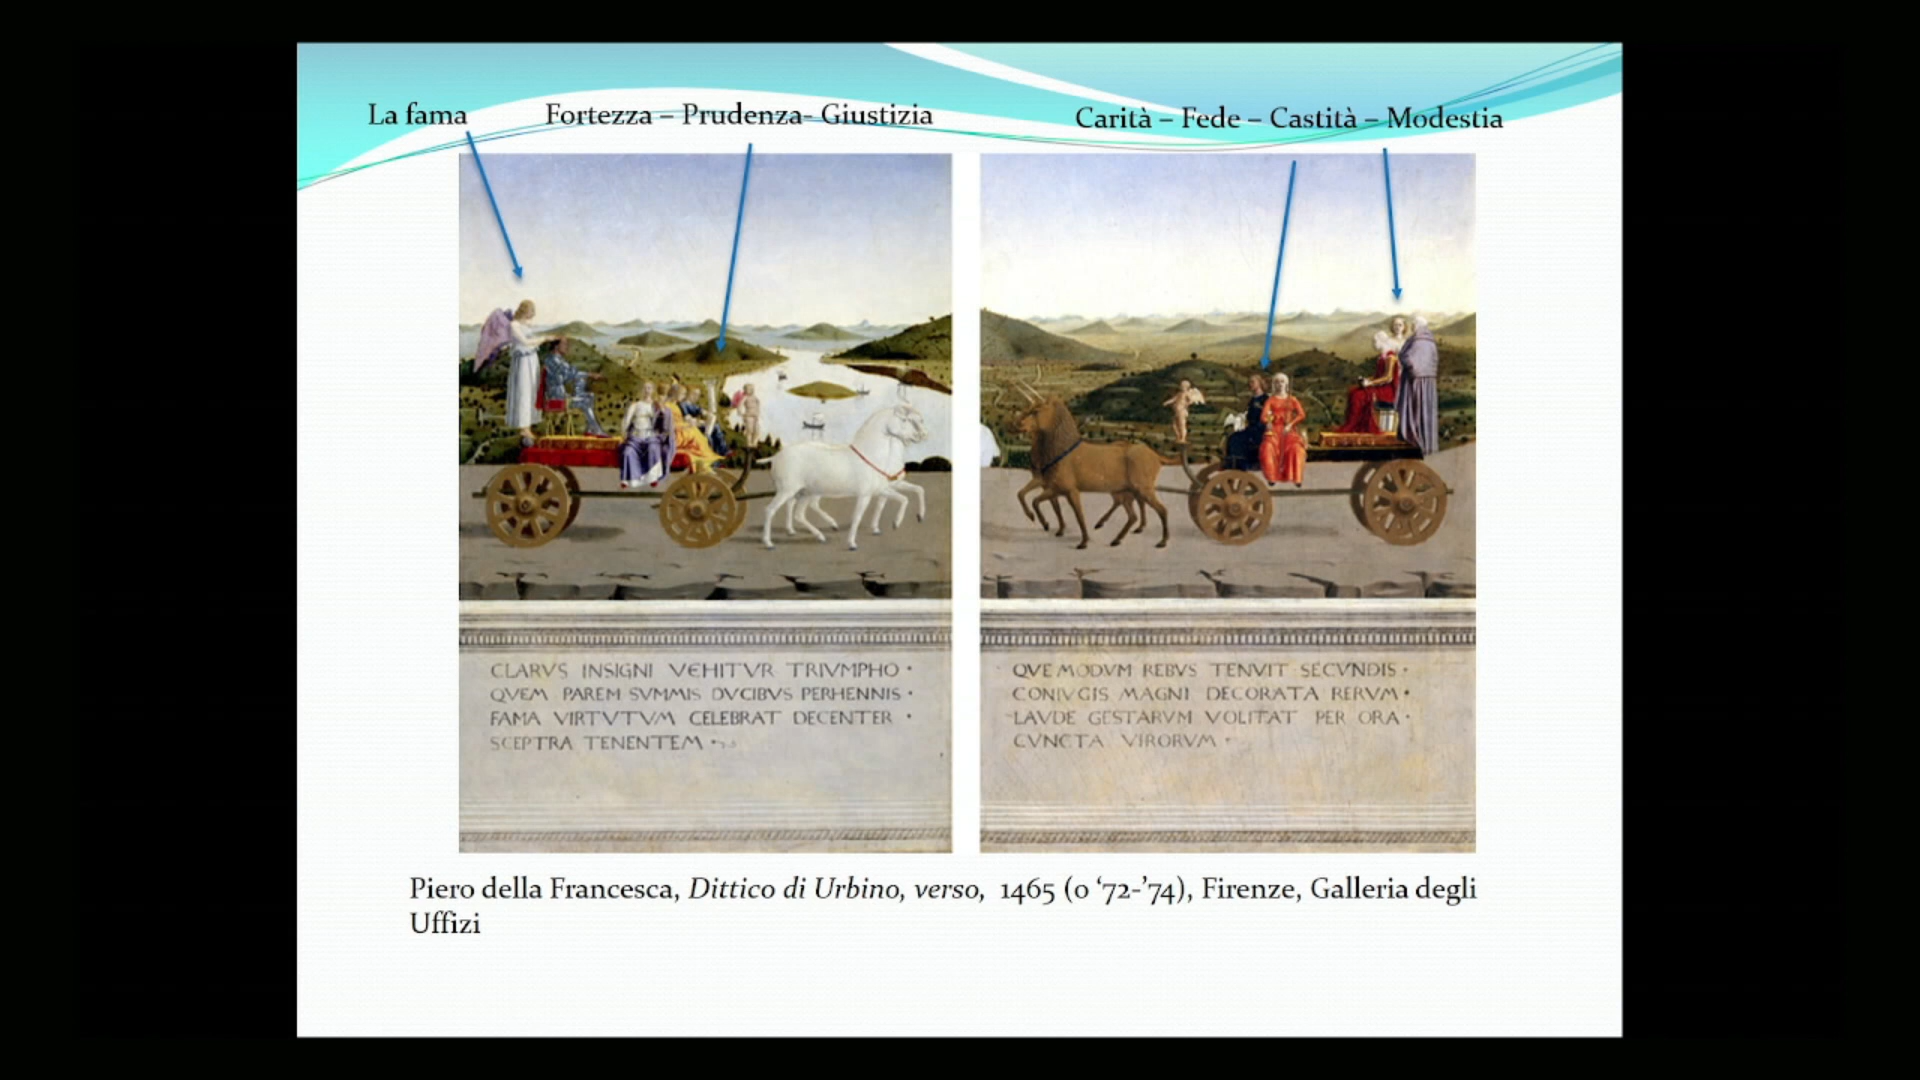 La fama
Fortezza – Prudenza- Giustizia
Carità – Fede – Castità – Modestia
CLARVS INSIGNI VEHITVR TRIVMPHO •
QVEM PAREM SVMMIS DVCIBVS PERHENNIS •
FAMA VIRTVTVM CELEBRAT DECENTER •
SCEPTRA TENENTEM •
QVE MODVM REBVS TENVIT SECVNDIS •
CONIVGIS MAGNI DECORATA RERVM •
LAVDE GESTARVM VOLITAT PER ORA •
CVNCTA VIRORVM •
Piero della Francesca, Dittico di Urbino, verso, 1465 (o ‘72-’74), Firenze, Galleria degli
Uffizi